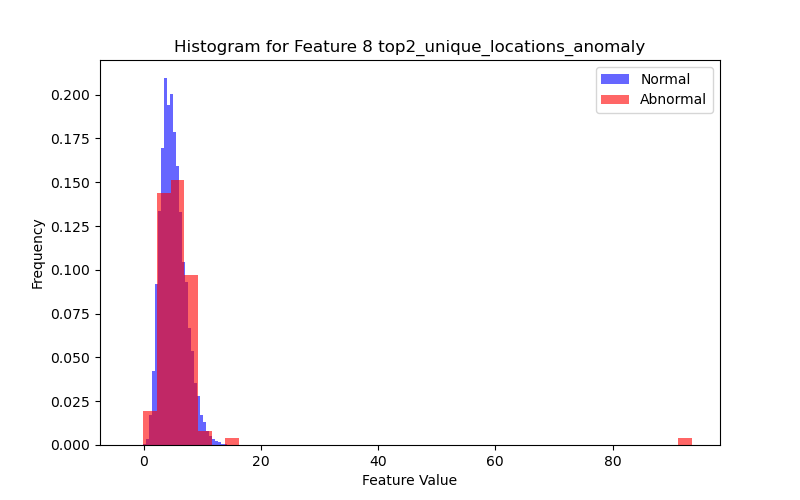 Histogram for Feature 8 top2_unique_locations_anomaly
Normal
Abnormal
Frequency
0.200
0.175
0.150
0.125
0.100
0.075
0.050
0.025
0.000
0 20 40 60 80
Feature Value